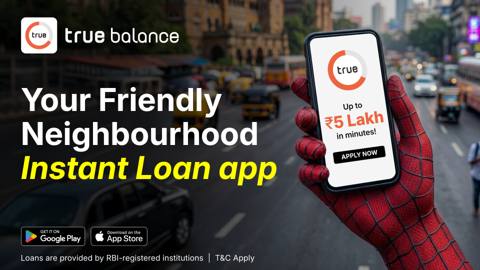 true
true balance
Your Friendly
Neighbourhood
Instant Loan app
true
Up to
₹5 Lakh
in minutes!
APPLY NOW
GET IT ON
Google Play
Download on the
App Store
Loans are provided by RBI-registered institutions | T&C Apply